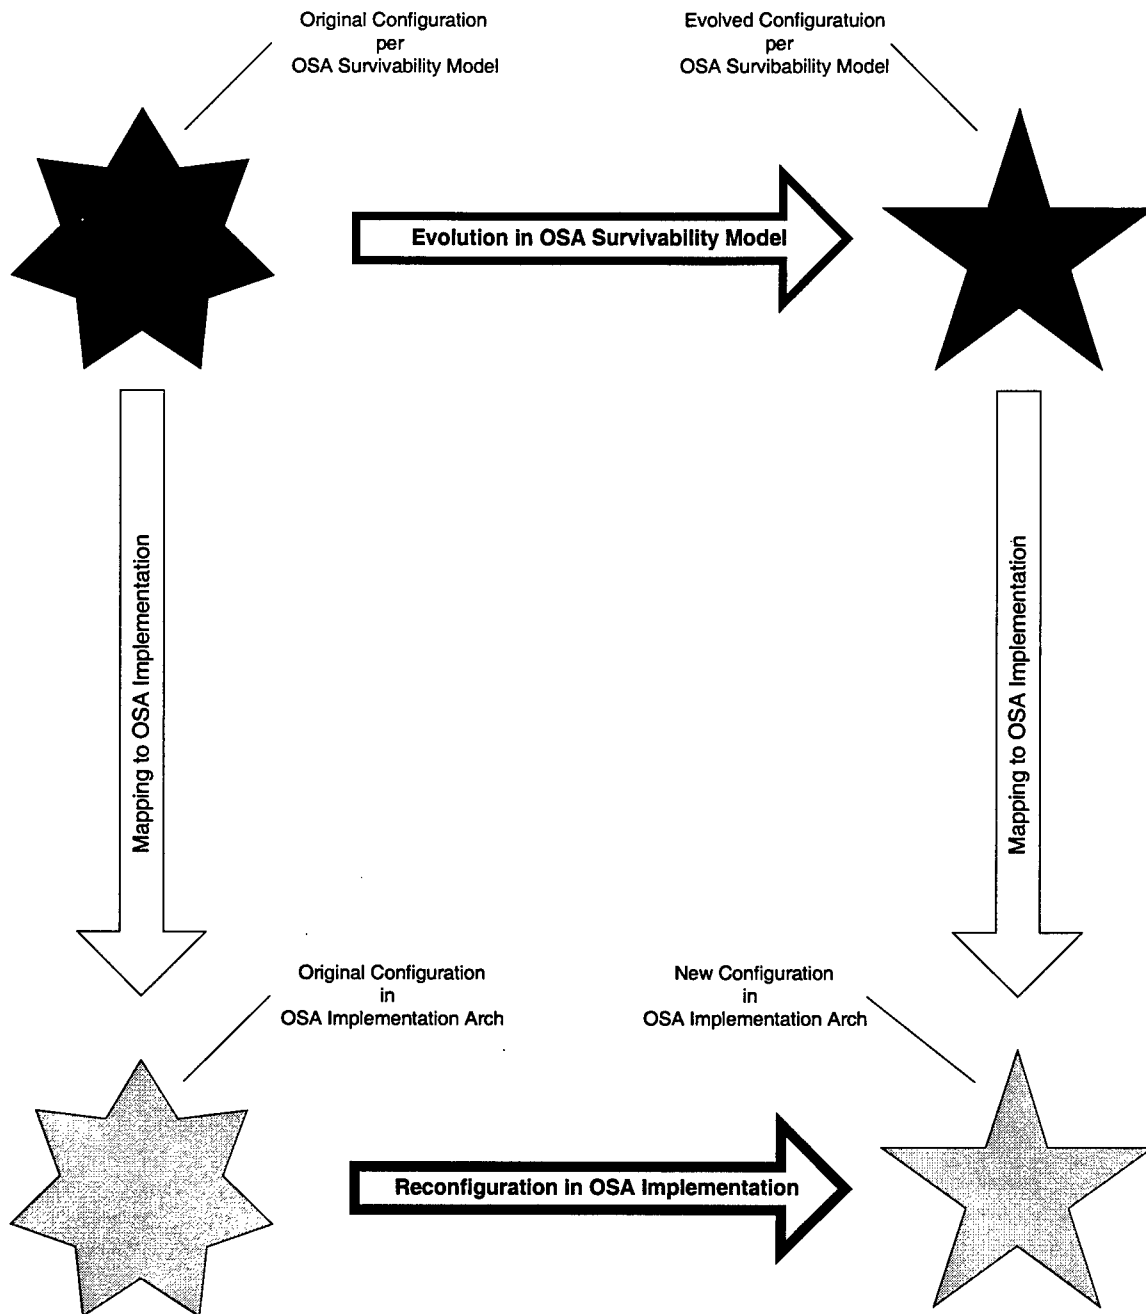 Original Configuration
per
OSA Survivability Model
Evolved Configuratuion
per
OSA Survibability Model
Evolution in OSA Survivability Model
Mapping to OSA Implementation
Mapping to OSA Implementation
Original Configuration
in
OSA Implementation Arch
New Configuration
in
OSA Implementation Arch
Reconfiguration in OSA Implementation